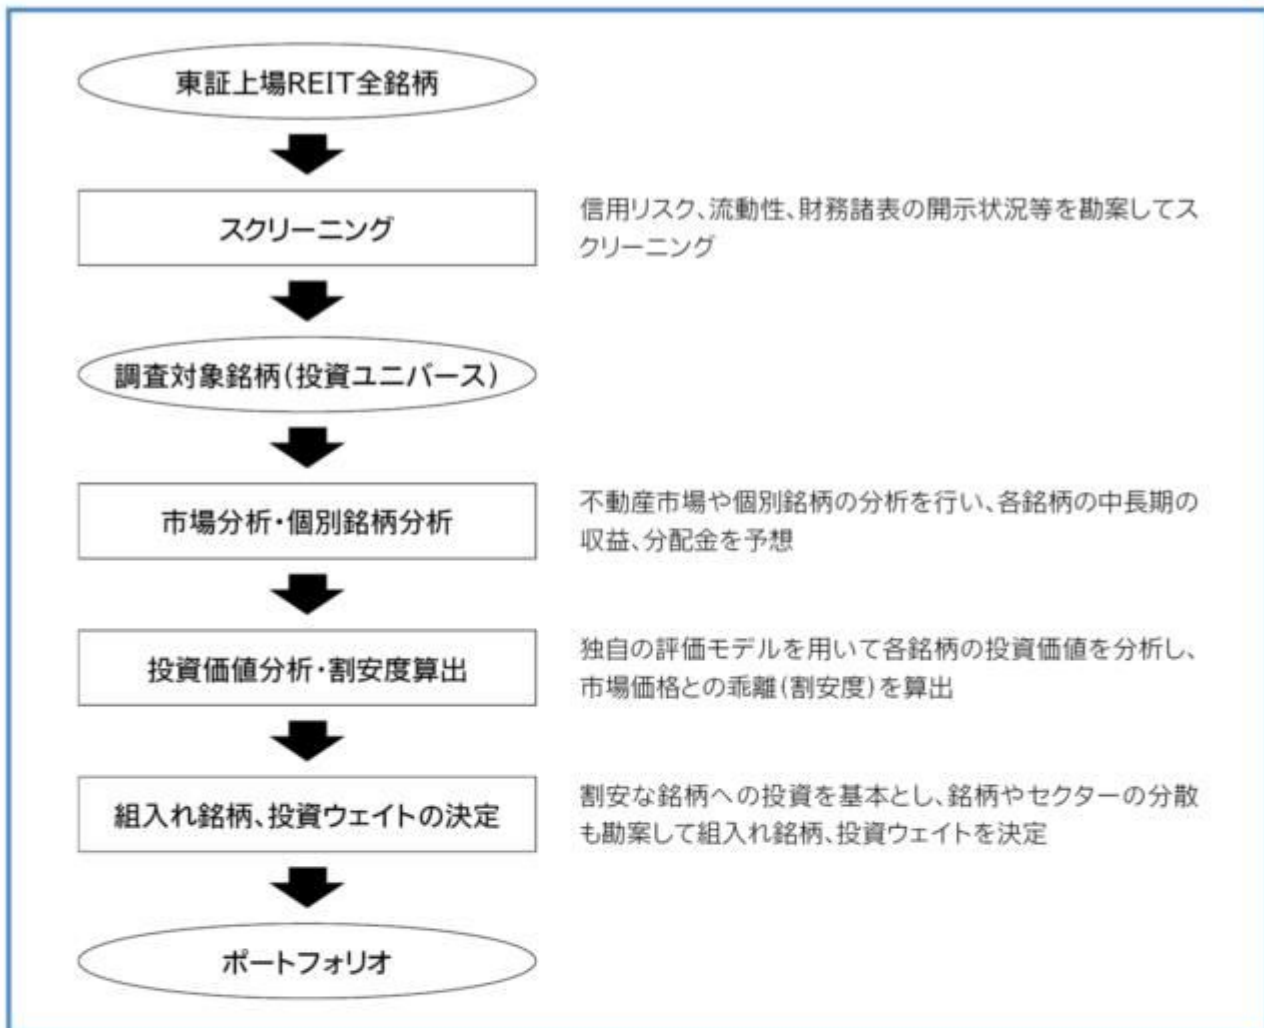 東証上場REIT全銘柄
スクリーニング
信用リスク、流動性、財務諸表の開示状況等を勘案してス
クリーニング
調査対象銘柄(投資ユニバース)
市場分析・個別銘柄分析
不動産市場や個別銘柄の分析を行い、各銘柄の中長期の
収益、分配金を予想
投資価値分析・割安度算出
独自の評価モデルを用いて各銘柄の投資価値を分析し、
市場価格との乖離(割安度)を算出
組入れ銘柄、投資ウェイトの決定
割安な銘柄への投資を基本とし、銘柄やセクターの分散
も勘案して組入れ銘柄、投資ウェイトを決定
ポートフォリオ